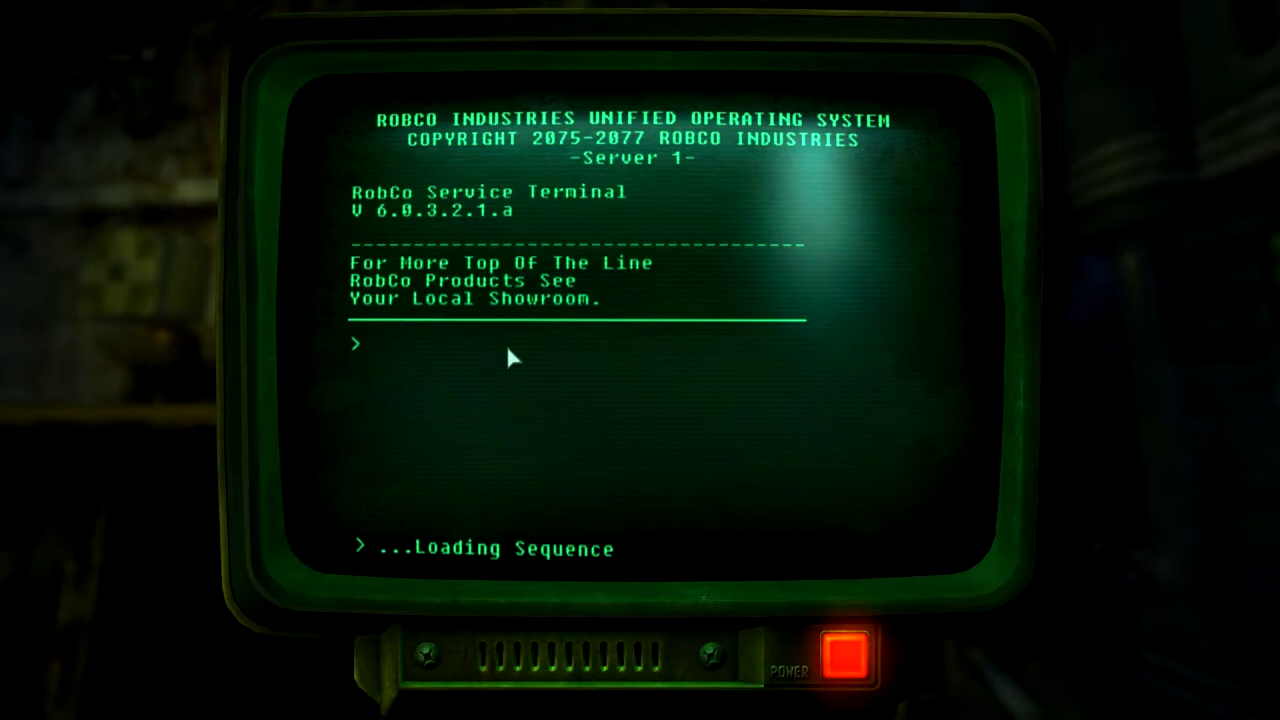 ROBCO INDUSTRIES UNIFIED OPERATING SYSTEM
COPYRIGHT 2075-2077 ROBCO INDUSTRIES
-Server 1-
RobCo Service Terminal
V 6.0.3.2.1.a
------------------------------------
For More Top Of The Line
RobCo Products See
Your Local Showroom.
>
> ...Loading Sequence
POWER